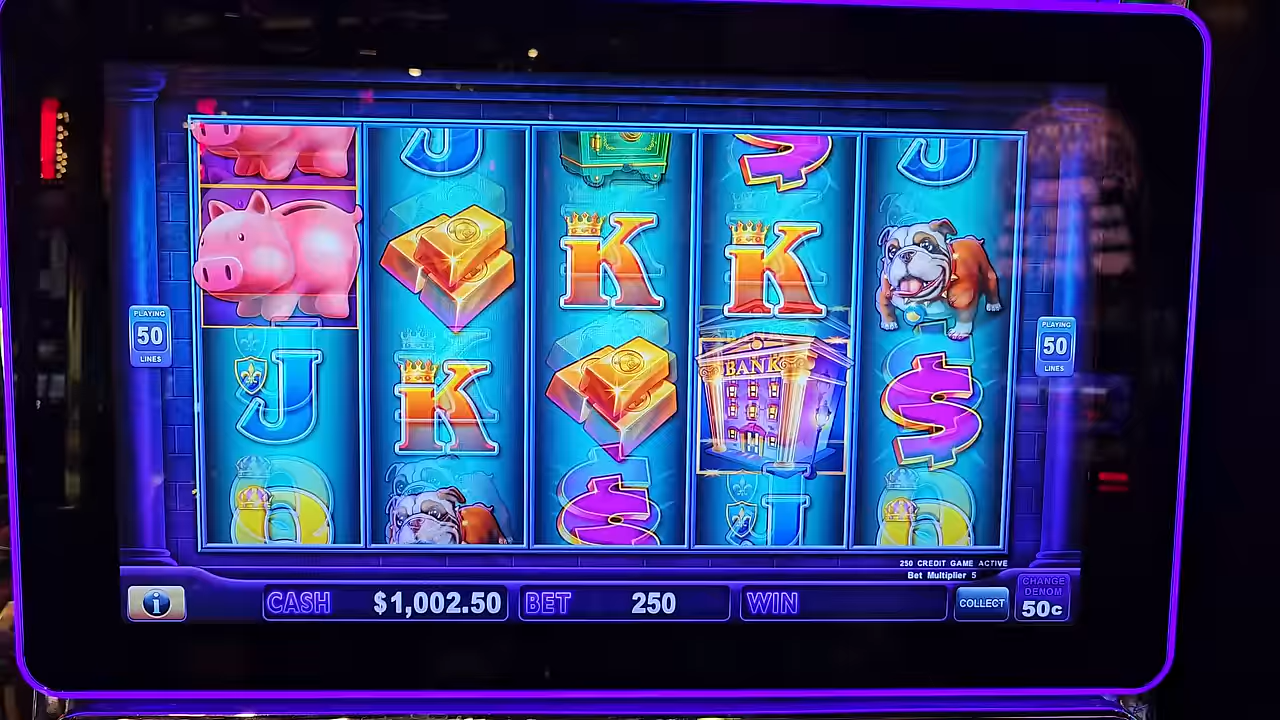 J
J
K
K
PLAYING
50
LINES
PLAYING
50
LINES
BANK
J
K
$
$
J
250 CREDIT GAME ACTIVE
Bet Multiplier 5
CASH $1,002.50 BET 250 WIN
COLLECT
CHANGE
DENOM
50¢